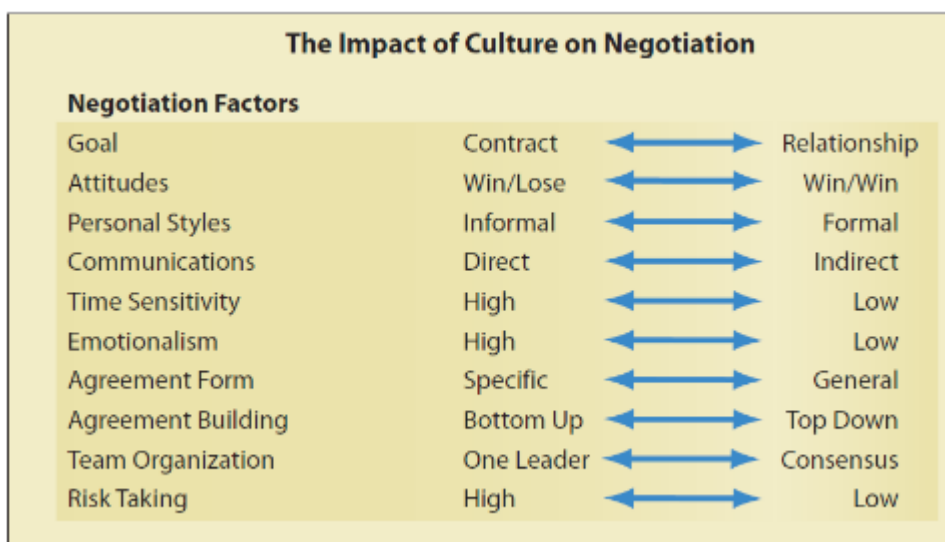 The Impact of Culture on Negotiation
Negotiation Factors
Goal Contract Relationship
Attitudes Win/Lose Win/Win
Personal Styles Informal Formal
Communications Direct Indirect
Time Sensitivity High Low
Emotionalism High Low
Agreement Form Specific General
Agreement Building Bottom Up Top Down
Team Organization One Leader Consensus
Risk Taking High Low